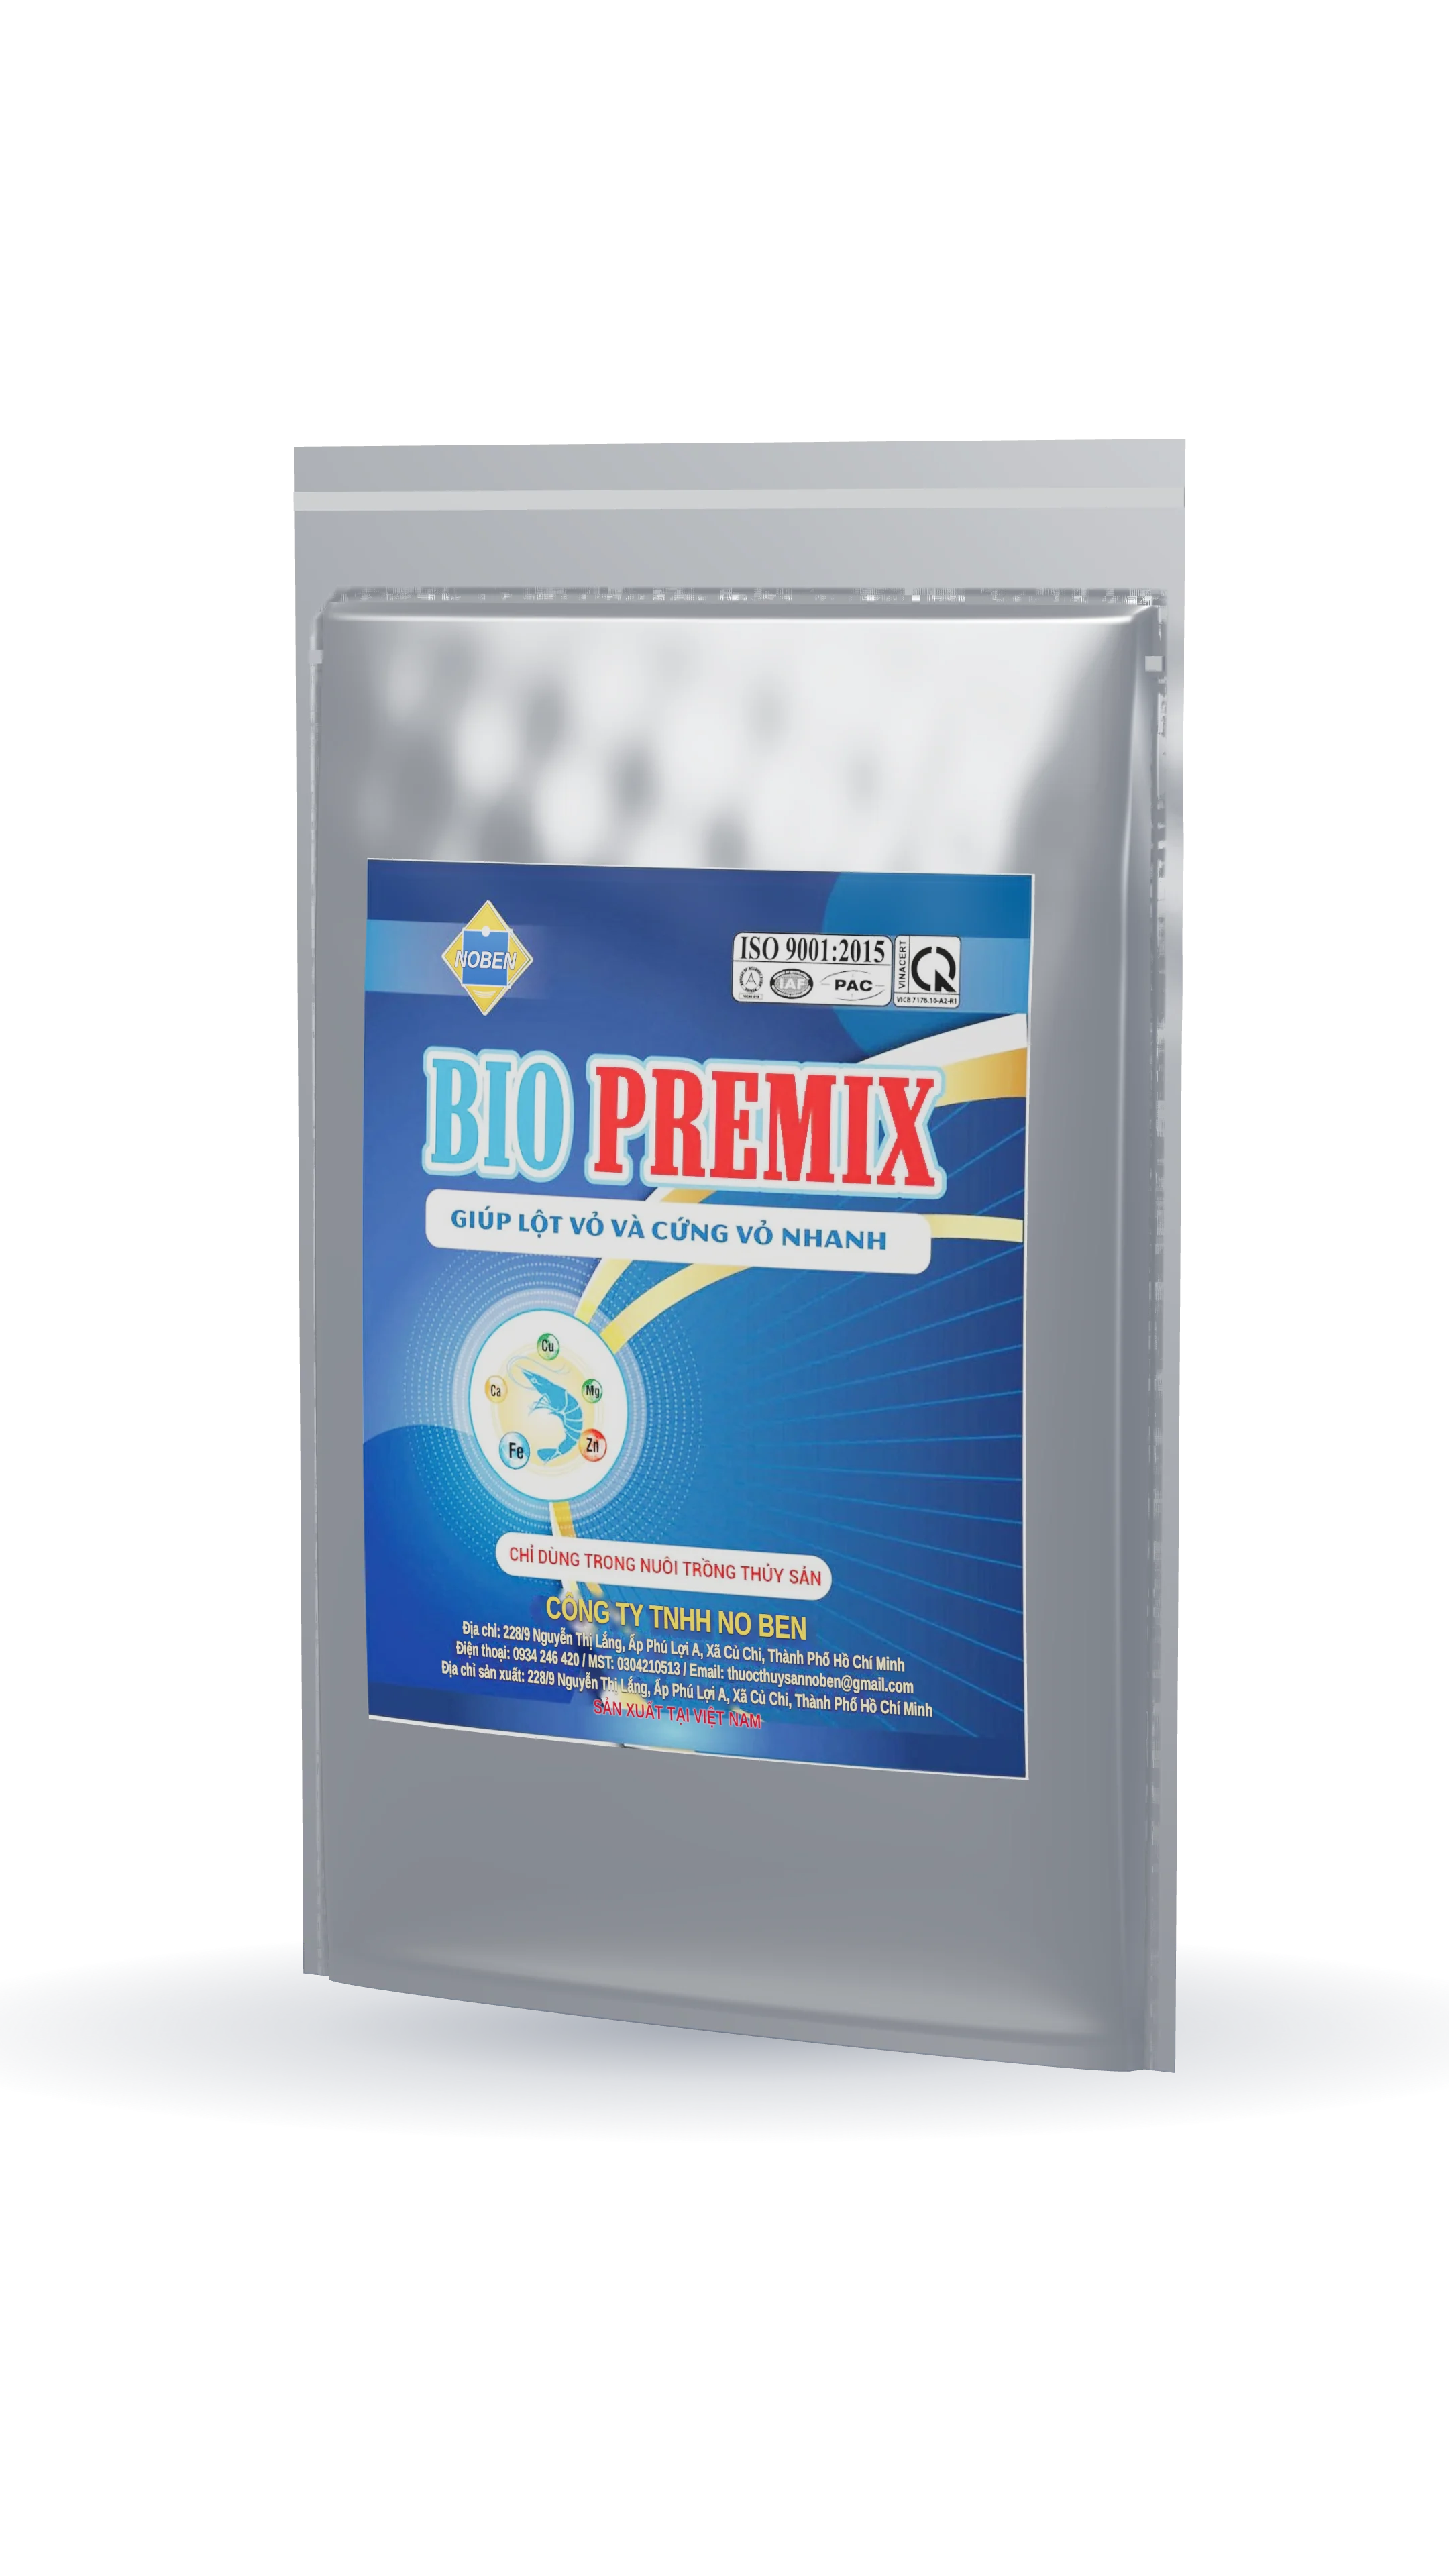 NOBEN
ISO 9001:2015
IAF
PAC
VINACERT
VICB 7176.10-A2-R1
BIO PREMIX
GIÚP LỘT VỎ VÀ CỨNG VỎ NHANH
Cu
Ca
Mg
Fe
Zn
CHỈ DÙNG TRONG NUÔI TRỒNG THỦY SẢN
CÔNG TY TNHH NO BEN
Địa chỉ: 228/9 Nguyễn Thị Lắng, Ấp Phú Lợi A, Xã Củ Chi, Thành Phố Hồ Chí Minh
Điện thoại: 0934 246 420 / MST: 0304210513 / Email: thuocthuysannoben@gmail.com
Địa chỉ sản xuất: 228/9 Nguyễn Thị Lắng, Ấp Phú Lợi A, Xã Củ Chi, Thành Phố Hồ Chí Minh
SẢN XUẤT TẠI VIỆT NAM